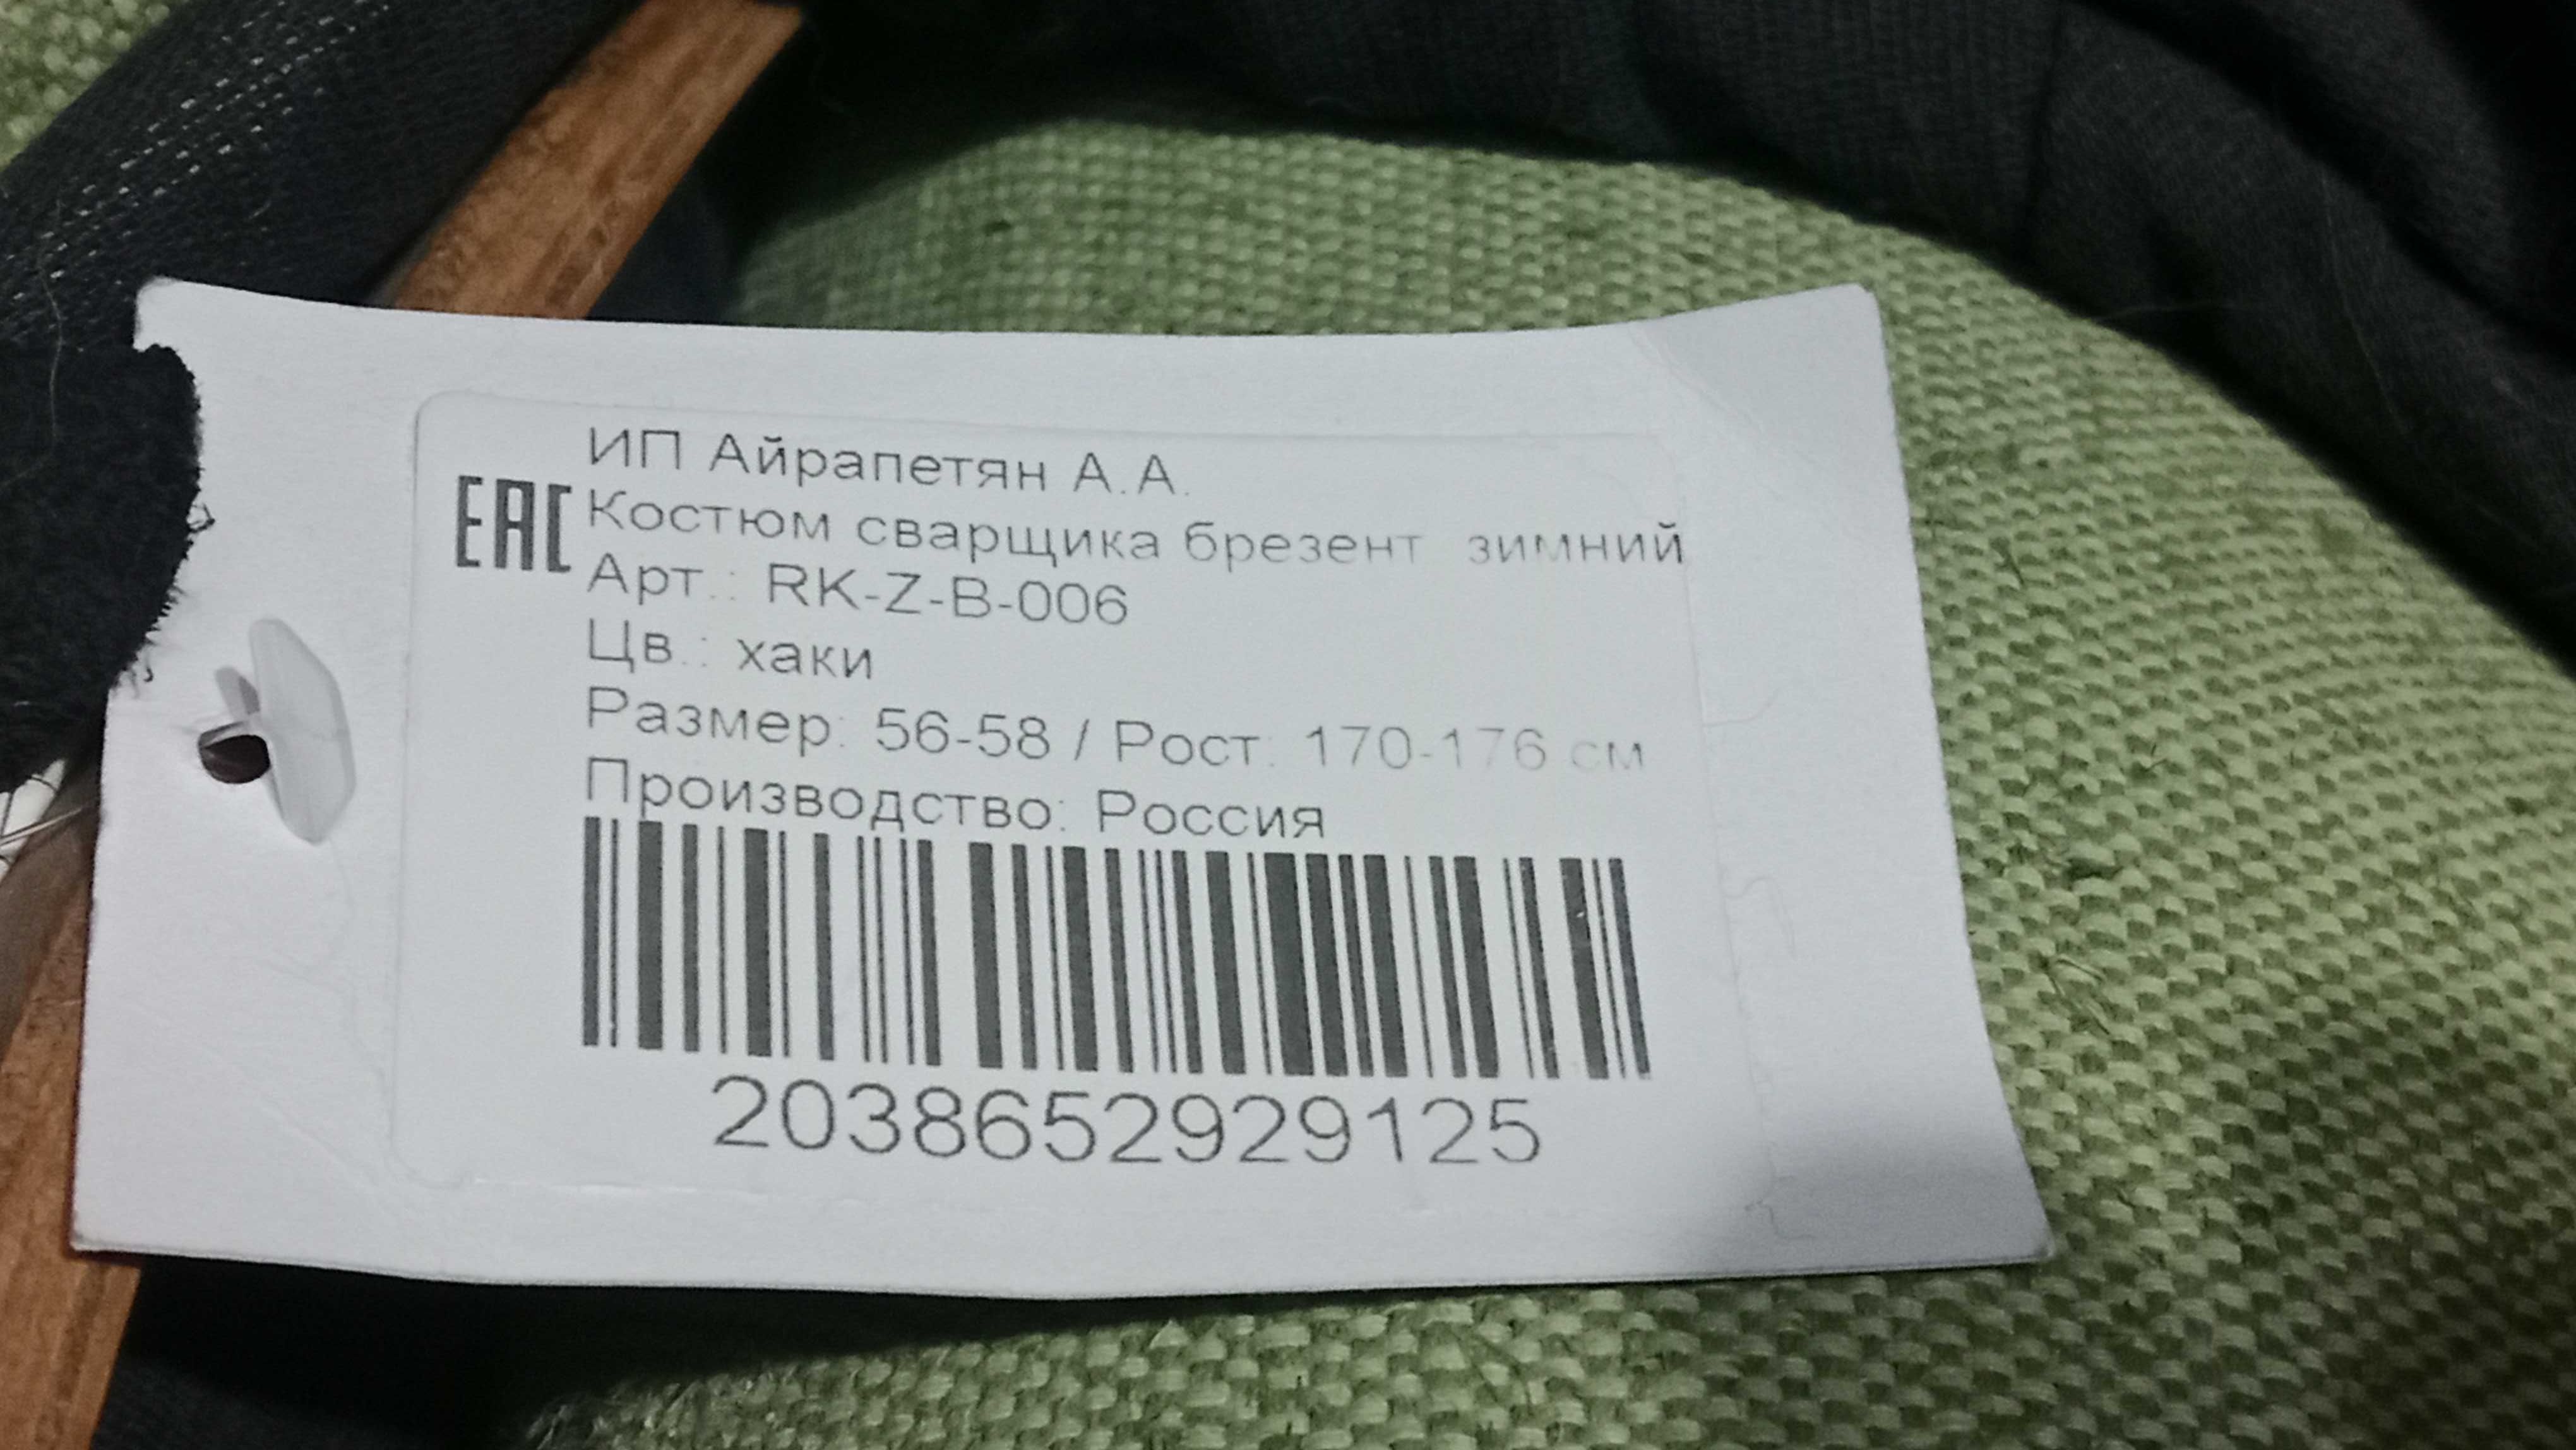 ИП Айрапетян А.А.
EAC
Костюм сварщика брезент зимний
Арт.: RK-Z-B-006
Цв.: хаки
Размер: 56-58 / Рост: 170-176 см
Производство: Россия
2038652929125